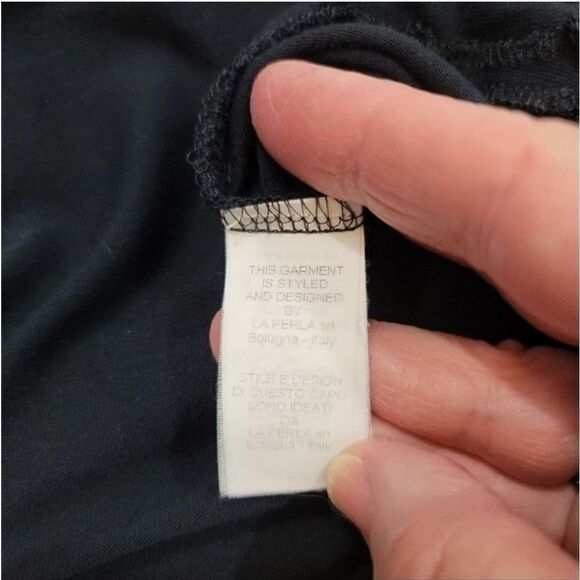 THIS GARMENT
IS STYLED
AND DESIGNED
BY
LA PERLA srl
Bologna - Italy
STILE E DESIGN
DI QUESTO CAPO
SONO IDEATI
DA
LA PERLA srl
Bologna - Italy